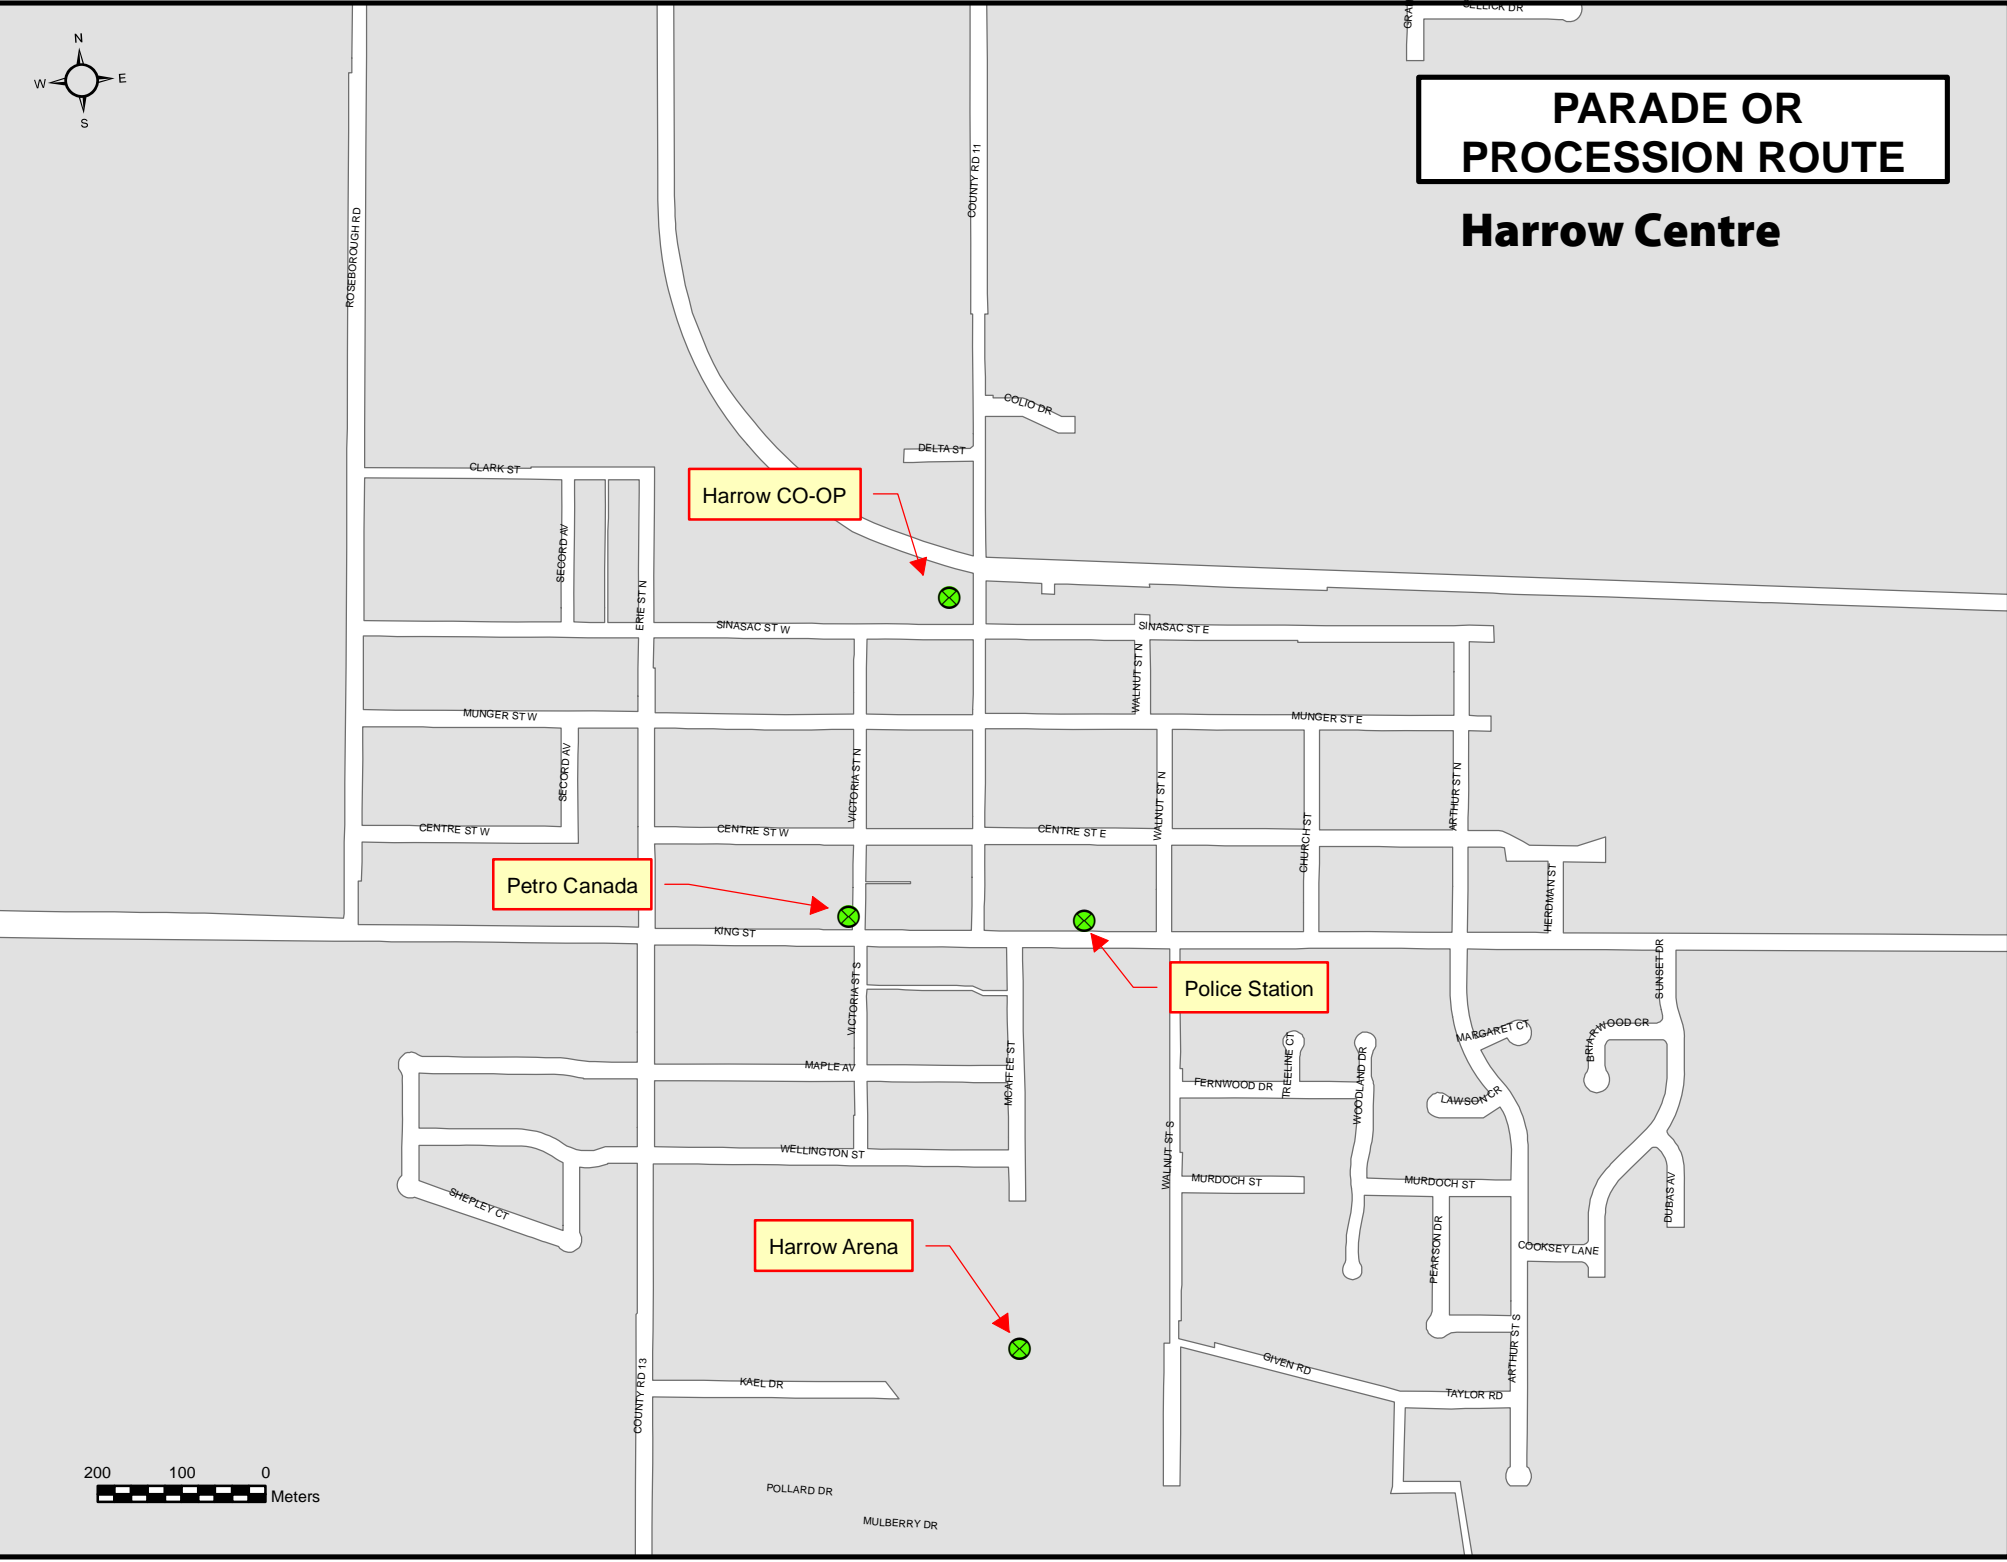 GRA
SELLICK DR
N
W
E
S
PARADE OR
PROCESSION ROUTE
Harrow Centre
ROSEBOROUGH RD
COUNTY RD 11
COLIO DR
DELTA ST
CLARK ST
Harrow CO-OP
SECORD AV
ERIE ST N
SINASAC ST W
SINASAC ST E
WALNUT ST N
MUNGER ST W
MUNGER ST E
SECORD AV
VICTORIA ST N
WALNUT ST N
ARTHUR ST N
CENTRE ST W
CENTRE ST W
CENTRE ST E
CHURCH ST
Petro Canada
HERDMAN ST
KING ST
SUNSET DR
Police Station
VICTORIA ST S
MARGARET CT
BRIARWOOD CR
MAPLE AV
MCAFFEE ST
FERNWOOD DR
TREELINE CT
WOODLAND DR
LAWSON CR
WELLINGTON ST
WALNUT ST S
MURDOCH ST
MURDOCH ST
SHEPLEY CT
DUBAS AV
Harrow Arena
PEARSON DR
COOKSEY LANE
ARTHUR ST S
GIVEN RD
COUNTY RD 13
KAEL DR
TAYLOR RD
200 100 0
Meters
POLLARD DR
MULBERRY DR